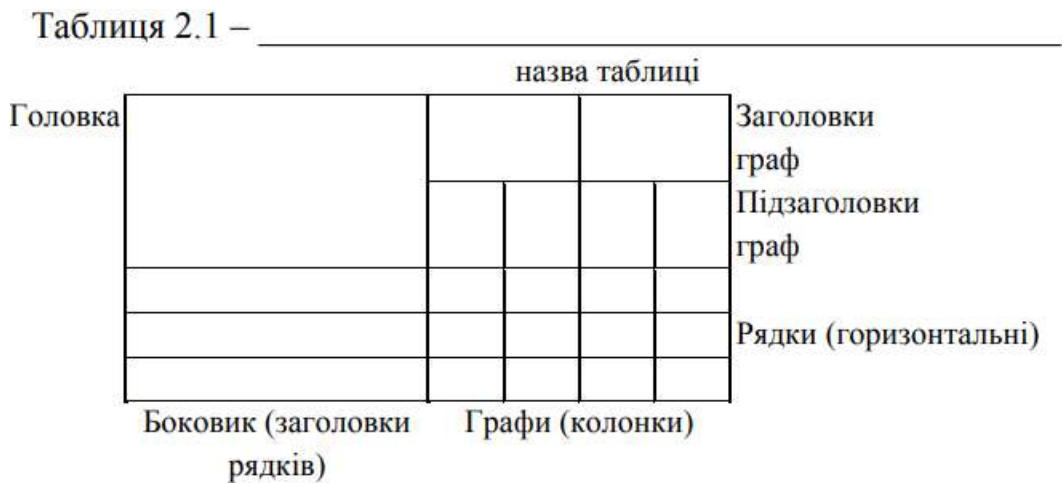 Таблиця 2.1 –
назва таблиці
Головка
Заголовки
граф
Підзаголовки
граф
Рядки (горизонтальні)
Боковик (заголовки
рядків)
Графи (колонки)